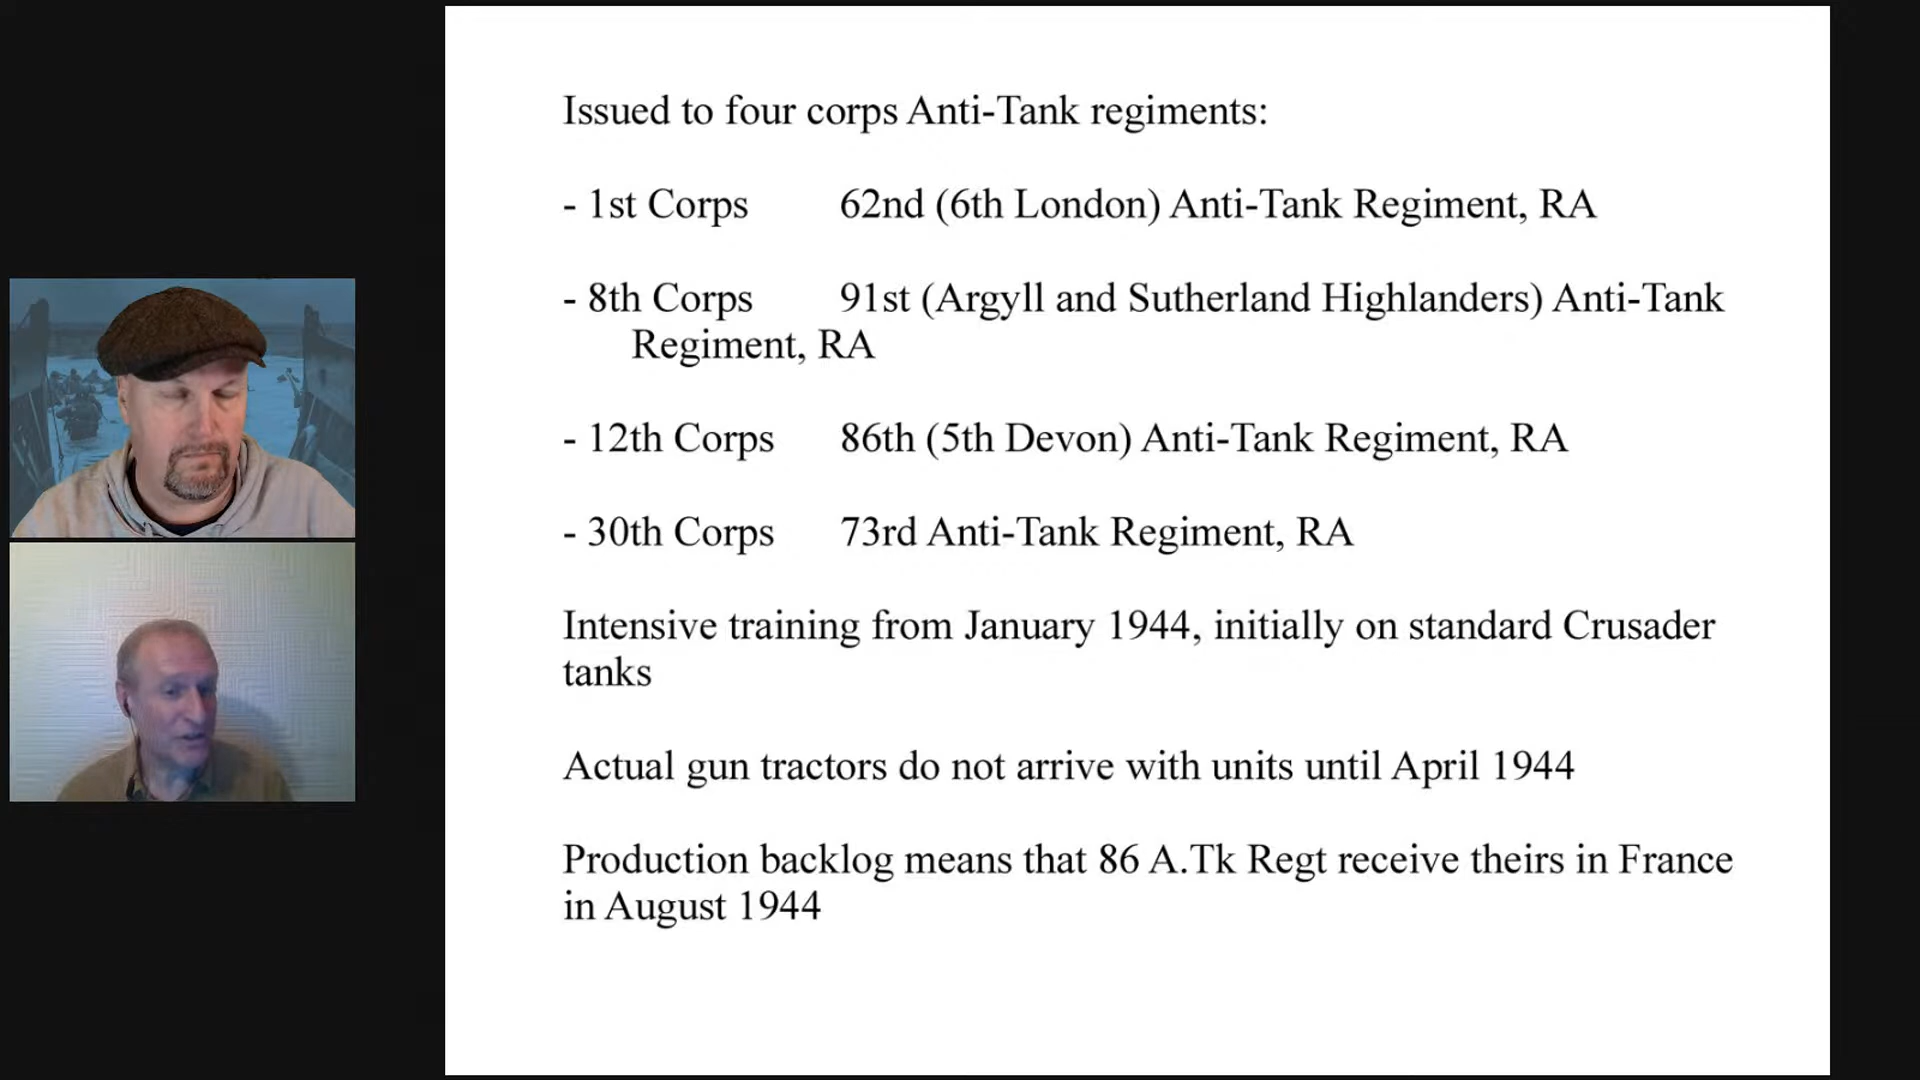 Issued to four corps Anti-Tank regiments:
- 1st Corps 62nd (6th London) Anti-Tank Regiment, RA
- 8th Corps 91st (Argyll and Sutherland Highlanders) Anti-Tank
Regiment, RA
- 12th Corps 86th (5th Devon) Anti-Tank Regiment, RA
- 30th Corps 73rd Anti-Tank Regiment, RA
Intensive training from January 1944, initially on standard Crusader
tanks
Actual gun tractors do not arrive with units until April 1944
Production backlog means that 86 A.Tk Regt receive theirs in France
in August 1944